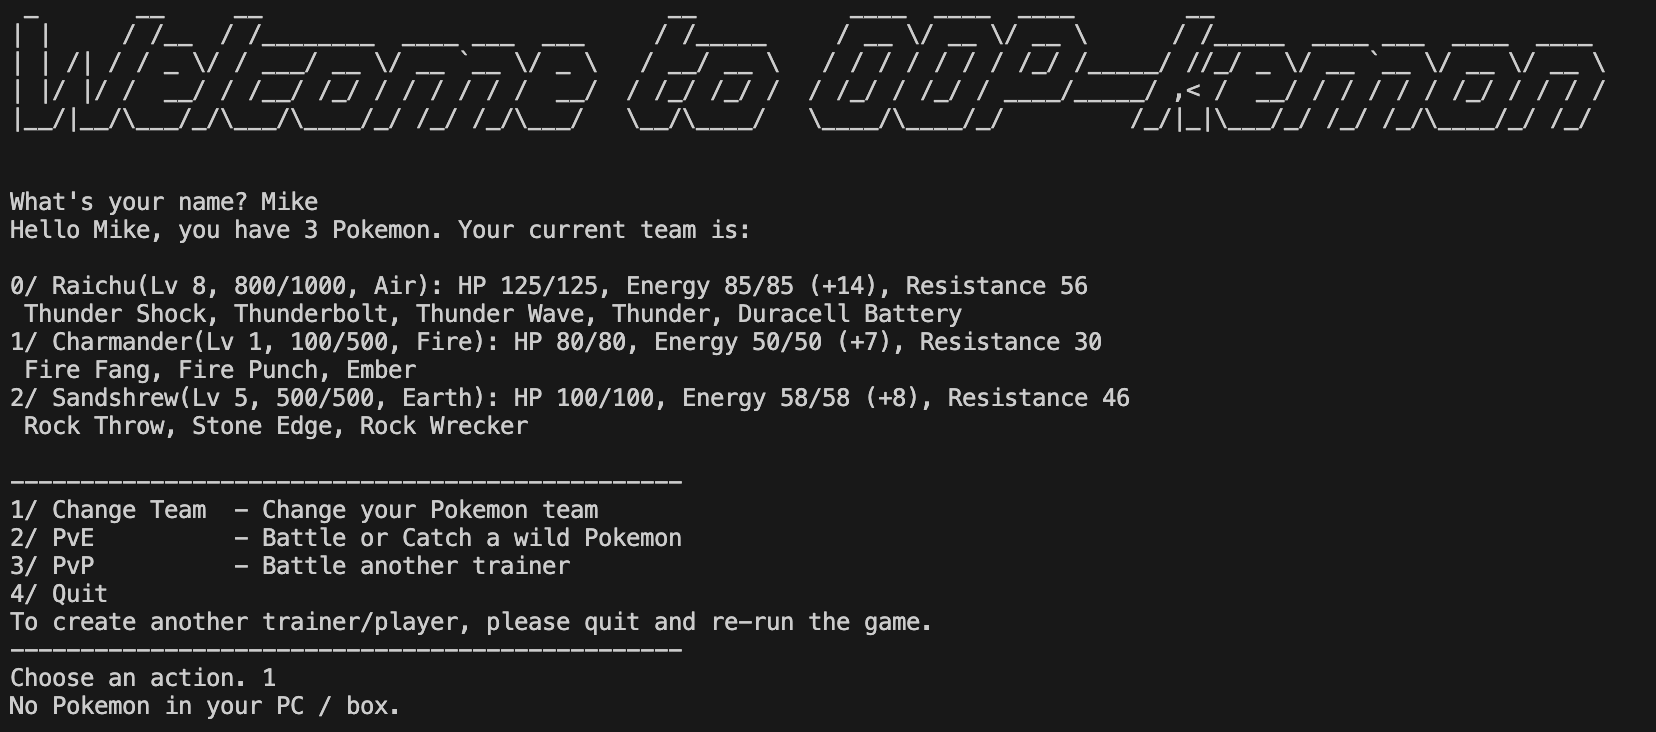 Welcome to OOP-kemon
What's your name? Mike
Hello Mike, you have 3 Pokemon. Your current team is:
0/ Raichu(Lv 8, 800/1000, Air): HP 125/125, Energy 85/85 (+14), Resistance 56
Thunder Shock, Thunderbolt, Thunder Wave, Thunder, Duracell Battery
1/ Charmander(Lv 1, 100/500, Fire): HP 80/80, Energy 50/50 (+7), Resistance 30
Fire Fang, Fire Punch, Ember
2/ Sandshrew(Lv 5, 500/500, Earth): HP 100/100, Energy 58/58 (+8), Resistance 46
Rock Throw, Stone Edge, Rock Wrecker
------------------------------------------------
1/ Change Team  - Change your Pokemon team
2/ PvE          - Battle or Catch a wild Pokemon
3/ PvP          - Battle another trainer
4/ Quit
To create another trainer/player, please quit and re-run the game.
------------------------------------------------
Choose an action. 1
No Pokemon in your PC / box.